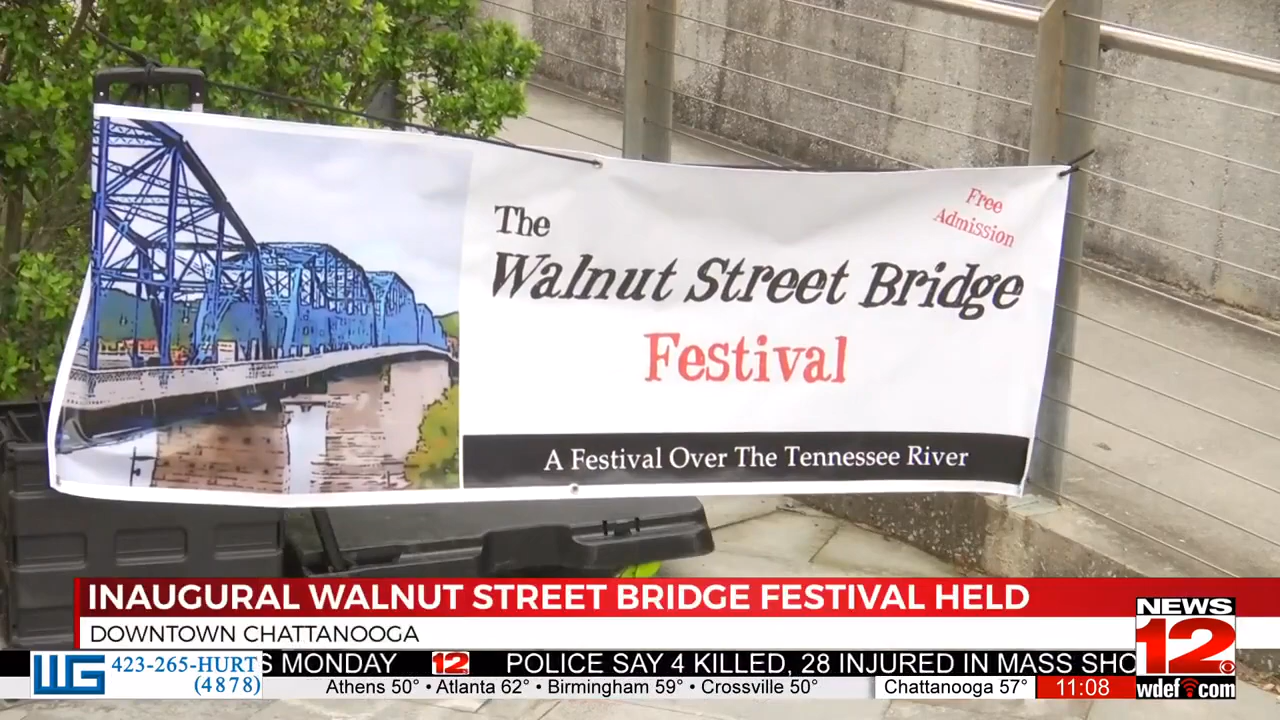 Free
Admission
The
Walnut Street Bridge
Festival
A Festival Over The Tennessee River
INAUGURAL WALNUT STREET BRIDGE FESTIVAL HELD
DOWNTOWN CHATTANOOGA
WG 423-265-HURT
(4878)
S MONDAY 12 POLICE SAY 4 KILLED, 28 INJURED IN MASS SHO
Athens 50° • Atlanta 62° • Birmingham 59° • Crossville 50°
Chattanooga 57° 11:08
NEWS
12
wdef.com